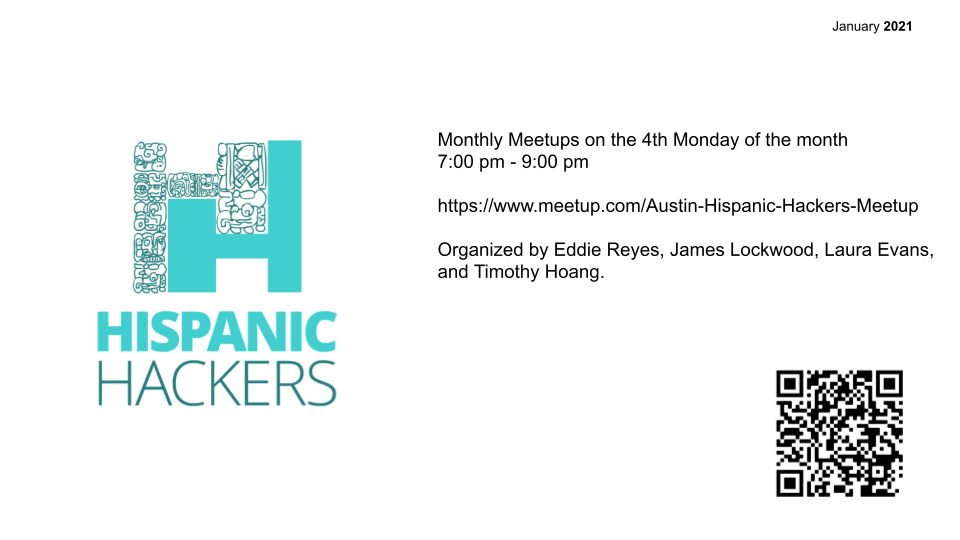 January 2021
Monthly Meetups on the 4th Monday of the month
7:00 pm - 9:00 pm
https://www.meetup.com/Austin-Hispanic-Hackers-Meetup
Organized by Eddie Reyes, James Lockwood, Laura Evans,
and Timothy Hoang.
H
HISPANIC
HACKERS